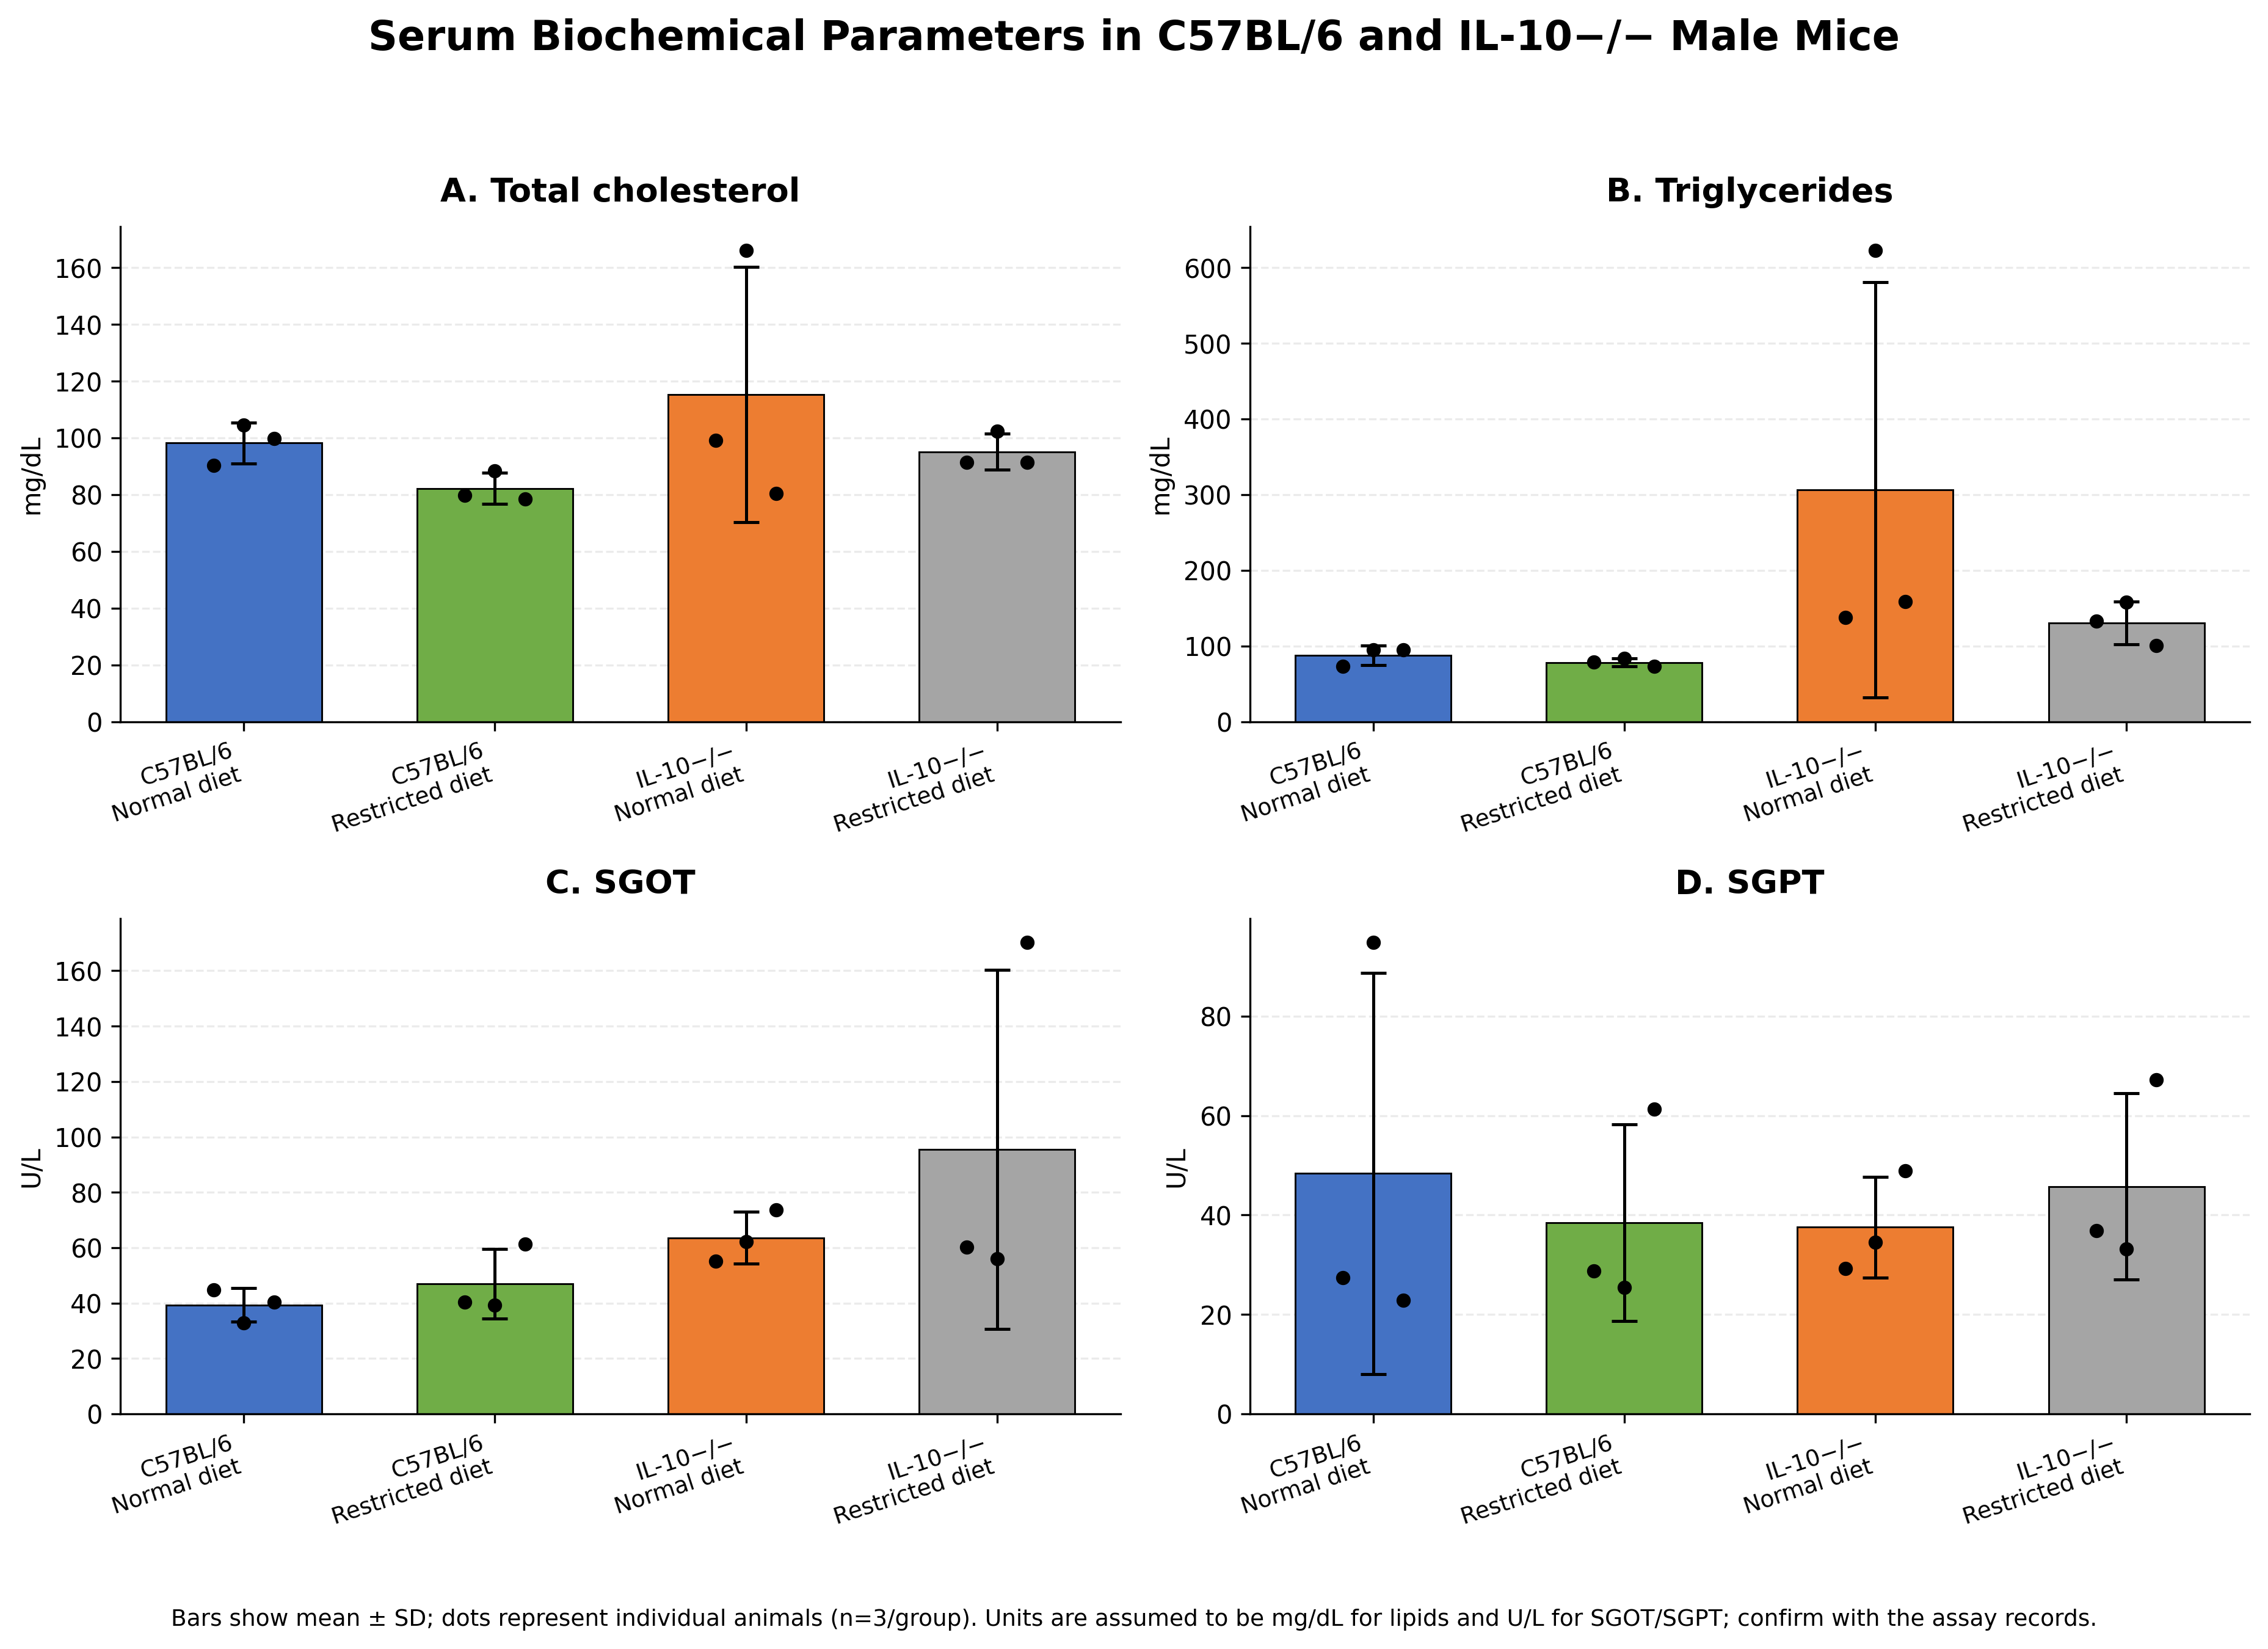 Serum Biochemical Parameters in C57BL/6 and IL-10−/− Male Mice
A. Total cholesterol
mg/dL
160
140
120
100
80
60
40
20
0
C57BL/6
Normal diet
C57BL/6
Restricted diet
IL-10−/−
Normal diet
IL-10−/−
Restricted diet
B. Triglycerides
mg/dL
600
500
400
300
200
100
0
C57BL/6
Normal diet
C57BL/6
Restricted diet
IL-10−/−
Normal diet
IL-10−/−
Restricted diet
C. SGOT
U/L
160
140
120
100
80
60
40
20
0
C57BL/6
Normal diet
C57BL/6
Restricted diet
IL-10−/−
Normal diet
IL-10−/−
Restricted diet
D. SGPT
U/L
80
60
40
20
0
C57BL/6
Normal diet
C57BL/6
Restricted diet
IL-10−/−
Normal diet
IL-10−/−
Restricted diet
Bars show mean ± SD; dots represent individual animals (n=3/group). Units are assumed to be mg/dL for lipids and U/L for SGOT/SGPT; confirm with the assay records.